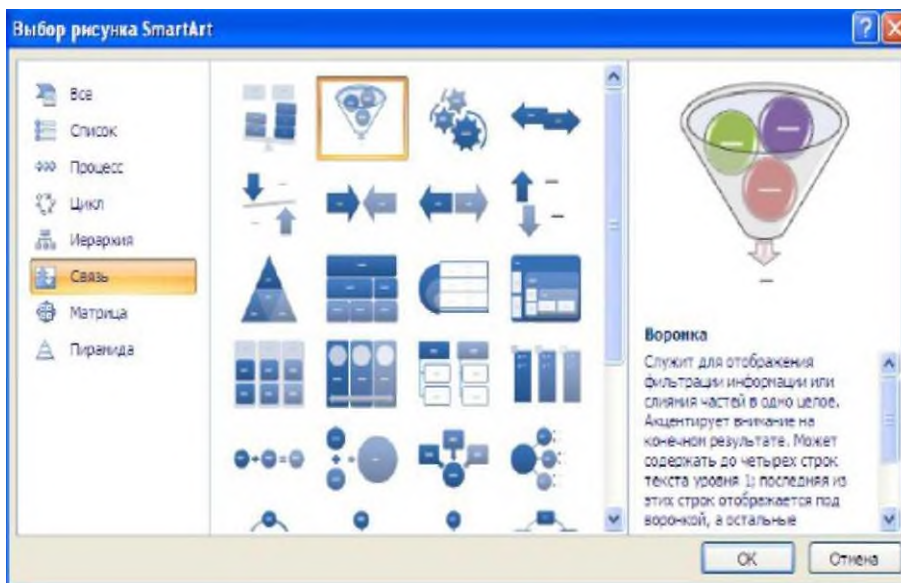 Выбор рисунка SmartArt
Все
Список
Процесс
Цикл
Иерархия
Связь
Матрица
Пирамида
Воронка
Служит для отображения
фильтрации информации или
слияния частей в одно целое.
Акцентирует внимание на
конечном результате. Может
содержать до четырех строк
текста уровня 1; последняя из
этих строк отображается под
воронкой, а остальные
ОК
Отмена